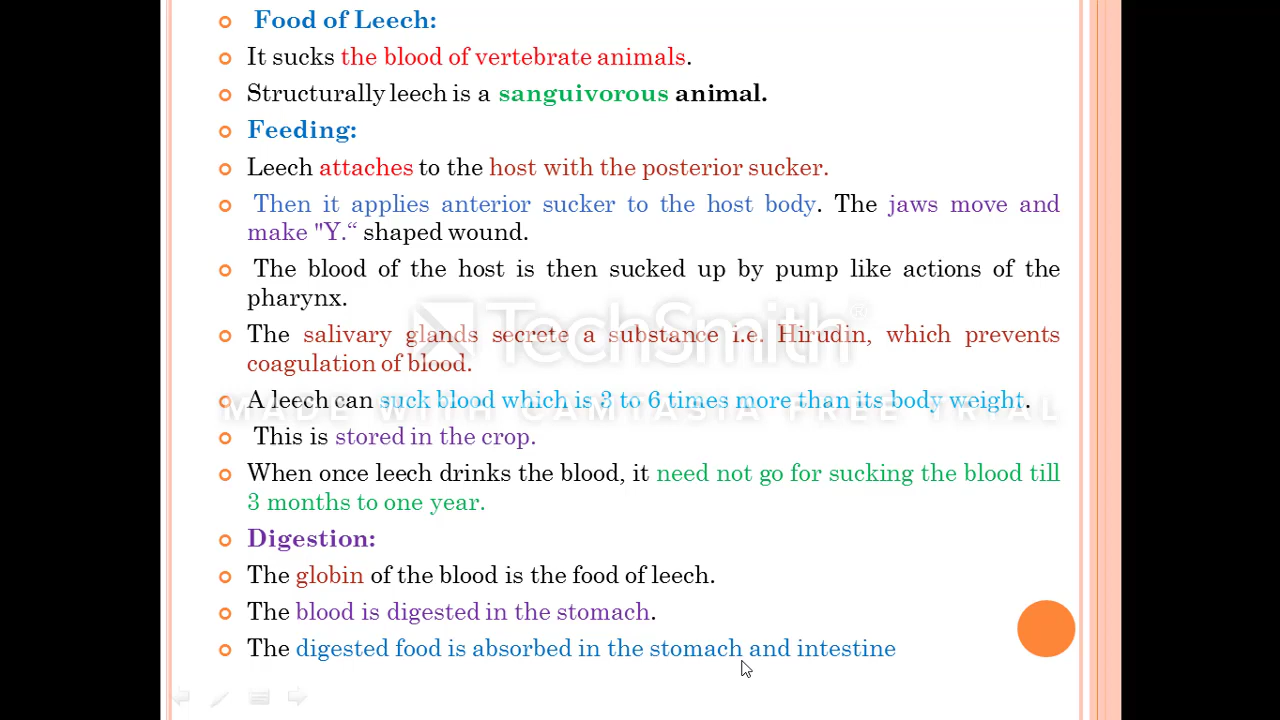 Food of Leech:
It sucks the blood of vertebrate animals.
Structurally leech is a sanguivorous animal.
Feeding:
Leech attaches to the host with the posterior sucker.
Then it applies anterior sucker to the host body. The jaws move and
make "Y.“ shaped wound.
The blood of the host is then sucked up by pump like actions of the
pharynx.
The salivary glands secrete a substance i.e. Hirudin, which prevents
coagulation of blood.
TechSmith®
A leech can suck blood which is 3 to 6 times more than its body weight.
MADE WITH CAMTASIA FREE TRIAL
This is stored in the crop.
When once leech drinks the blood, it need not go for sucking the blood till
3 months to one year.
Digestion:
The globin of the blood is the food of leech.
The blood is digested in the stomach.
The digested food is absorbed in the stomach and intestine